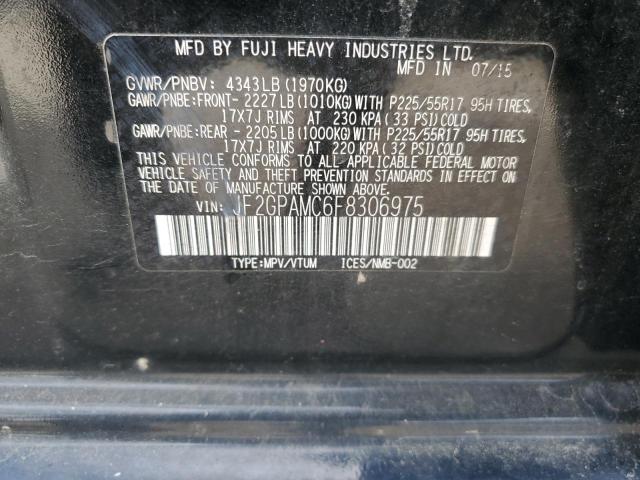 MFD BY FUJI HEAVY INDUSTRIES LTD.
MFD IN 07/15
GVWR/PNBV: 4343LB (1970KG)
GAWR/PNBE:FRONT- 2227LB (1010KG) WITH P225/55R17 95H TIRES,
17X7J RIMS AT 230 KPA (33 PSI) COLD
GAWR/PNBE:REAR - 2205LB (1000KG) WITH P225/55R17 95H TIRES,
17X7J RIMS AT 220 KPA (32 PSI) COLD
THIS VEHICLE CONFORMS TO ALL APPLICABLE FEDERAL MOTOR
VEHICLE SAFETY AND THEFT PREVENTION STANDARDS IN EFFECT
ON THE DATE OF MANUFACTURE SHOWN ABOVE.
VIN: JF2GPAMC6F8306975
TYPE:MPV/VTUM ICES/NMB-002